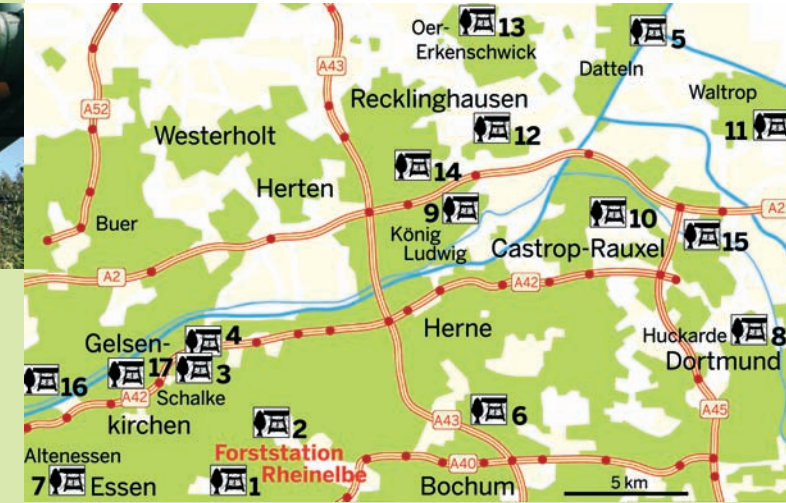 Oer-
Erkenschwick
13
5
A43
Datteln
A52
Recklinghausen
Waltrop
Westerholt
12
11
14
Herten
9
10
A2
Buer
König
Ludwig
Castrop-Rauxel
15
A2
A42
Gelsen-
4
Herne
Huckarde
8
17
3
Dortmund
16
A42
Schalke
kirchen
2
A43
6
A45
Forststation
Rheinelbe
Altenessen
A40
7
Essen
1
Bochum
5 km